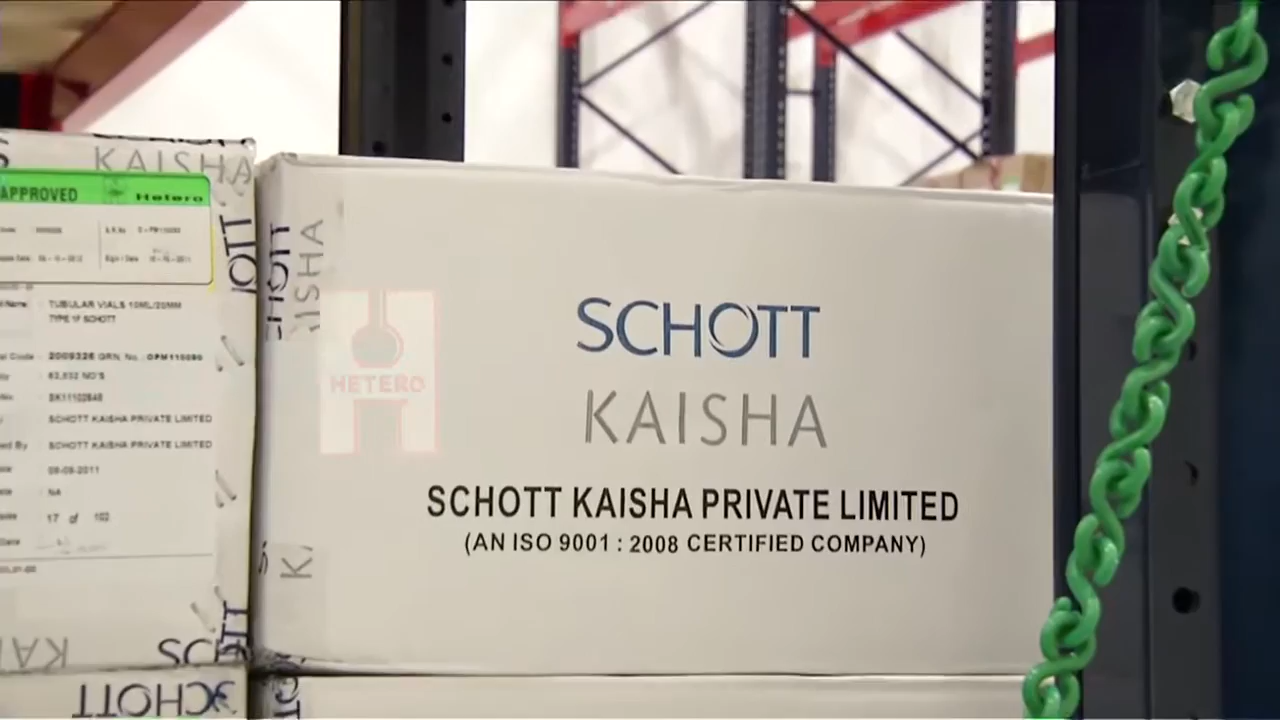 KAISHA
APPROVED Hetero
TUBULAR VIALS 10ML/20MM
TYPE 1F SCHOTT
2009326 GRN. No. : OPM115090
SCHOTT KAISHA PRIVATE LIMITED
SCHOTT KAISHA PRIVATE LIMITED
08-09-2011
NA
17 of 102
SCHOTT
SCHOTT
KAISHA
HETERO
SCHOTT
KAISHA
SCHOTT KAISHA PRIVATE LIMITED
(AN ISO 9001 : 2008 CERTIFIED COMPANY)